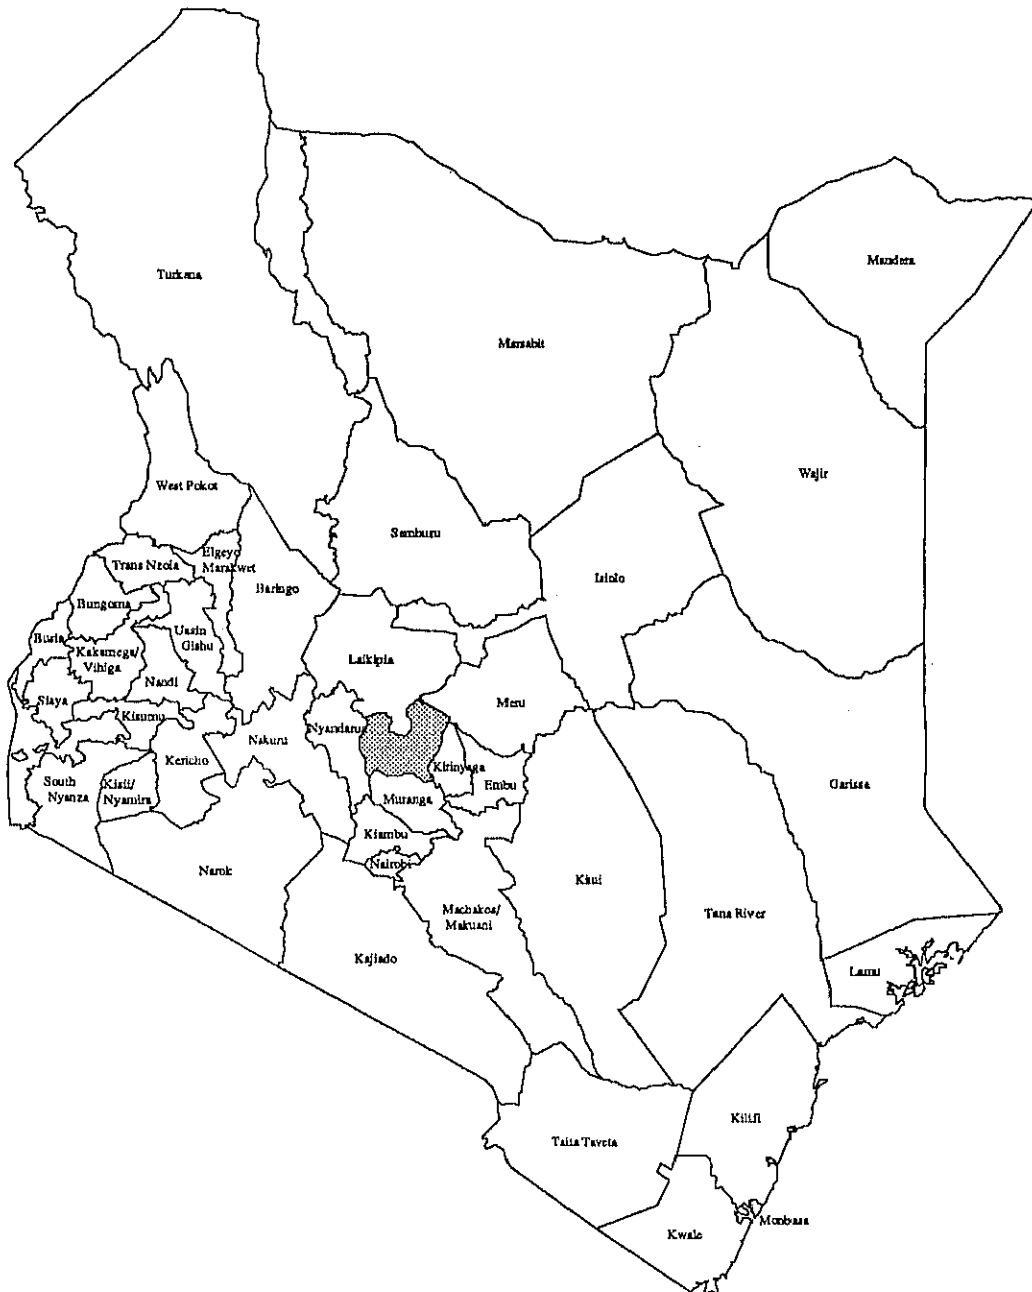 Turkana
Mandera
Marsabit
Wajir
West Pokot
Samburu
Elgeyo
Marakwet
Trans Nzoia
Isiolo
Baringo
Bungoma
Uasin
Gishu
Busia
Kakamega/
Vihiga
Laikipia
Nandi
Siaya
Meru
Kisumu
Nyandarua
Nakuru
Kericho
Kirinyaga
South
Nyanza
Kisii/
Nyamira
Embu
Garissa
Muranga
Kiambu
Nairobi
Narok
Kitui
Machakos/
Makuani
Tana River
Kajiado
Lamu
Kilifi
Taita Taveta
Monbasa
Kwale